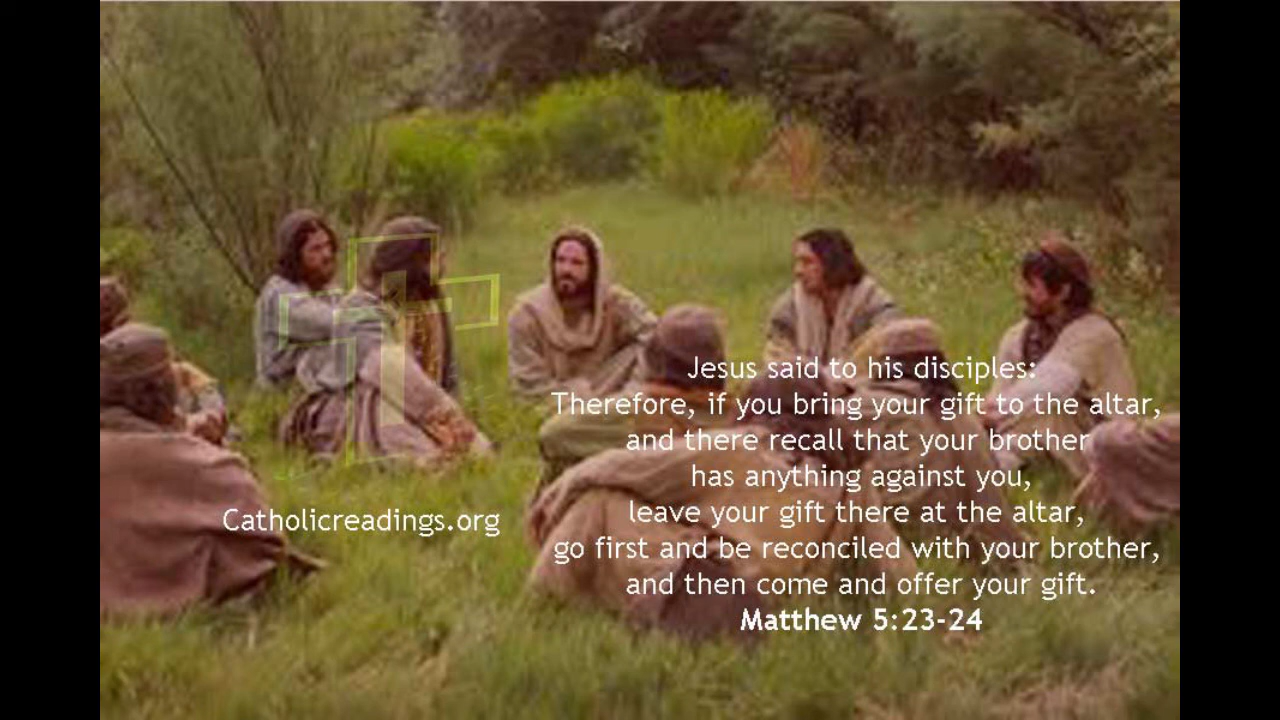 Catholicreadings.org
Jesus said to his disciples:
Therefore, if you bring your gift to the altar,
and there recall that your brother
has anything against you,
leave your gift there at the altar,
go first and be reconciled with your brother,
and then come and offer your gift.
Matthew 5:23-24